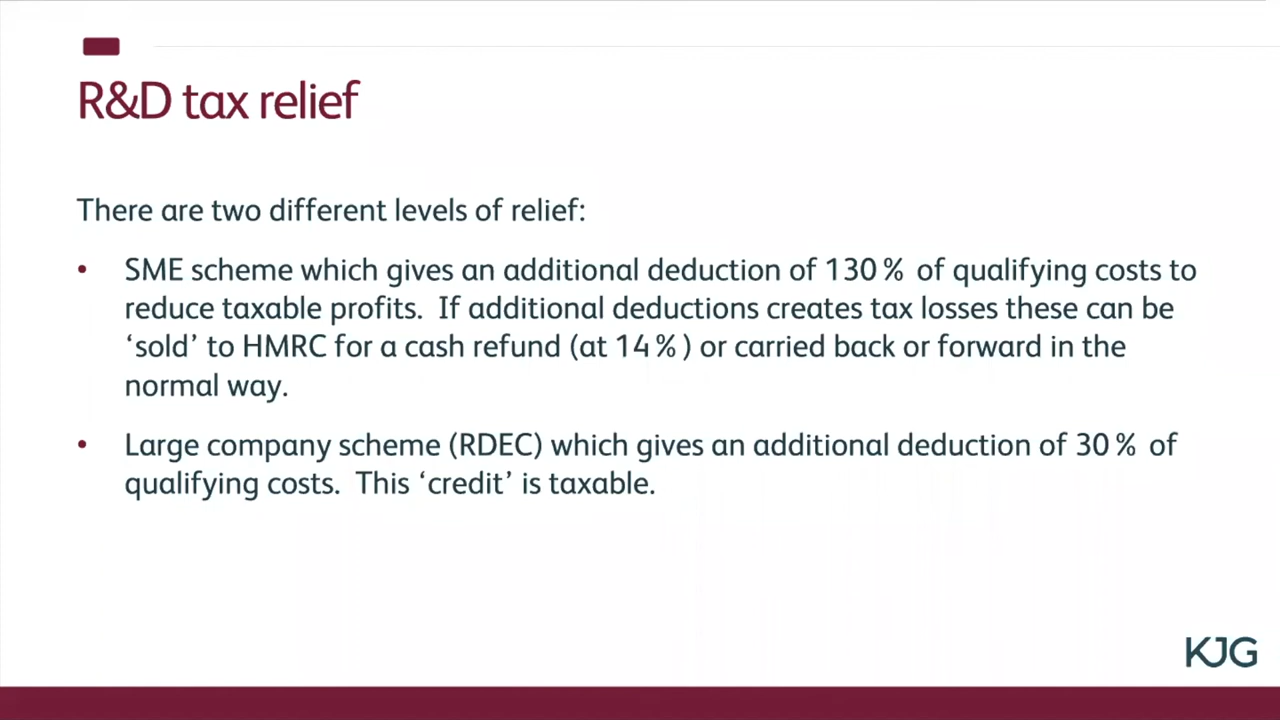 R&D tax relief
There are two different levels of relief:
• SME scheme which gives an additional deduction of 130% of qualifying costs to
reduce taxable profits. If additional deductions creates tax losses these can be
‘sold’ to HMRC for a cash refund (at 14%) or carried back or forward in the
normal way.
• Large company scheme (RDEC) which gives an additional deduction of 30% of
qualifying costs. This ‘credit’ is taxable.
KJG